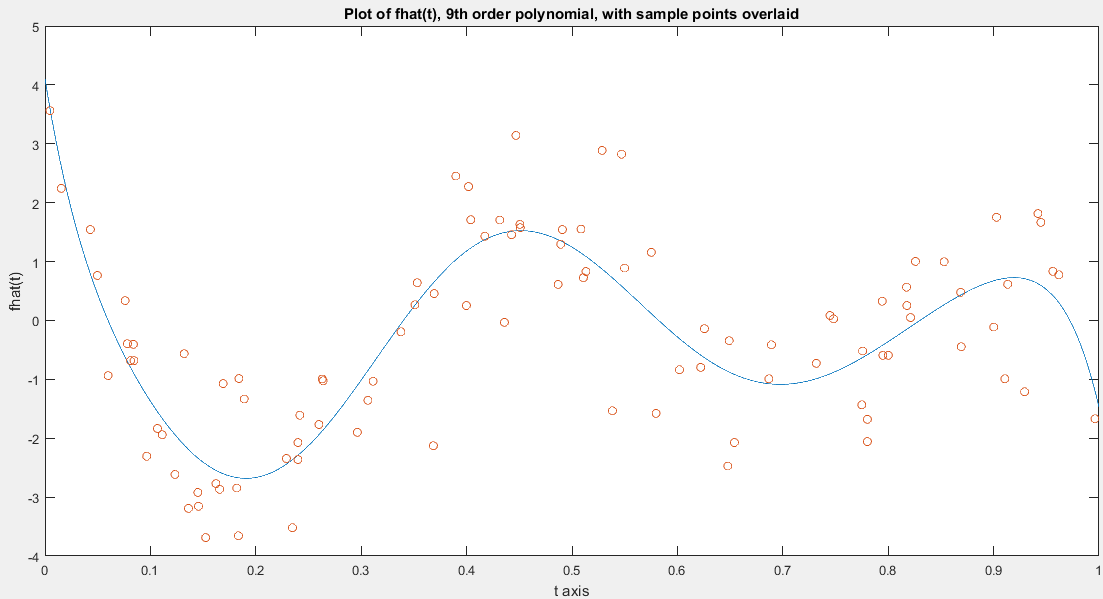 Plot of fhat(t), 9th order polynomial, with sample points overlaid
5
4
3
2
1
0
-1
-2
-3
-4
fhat(t)
0 0.1 0.2 0.3 0.4 0.5 0.6 0.7 0.8 0.9 1
t axis